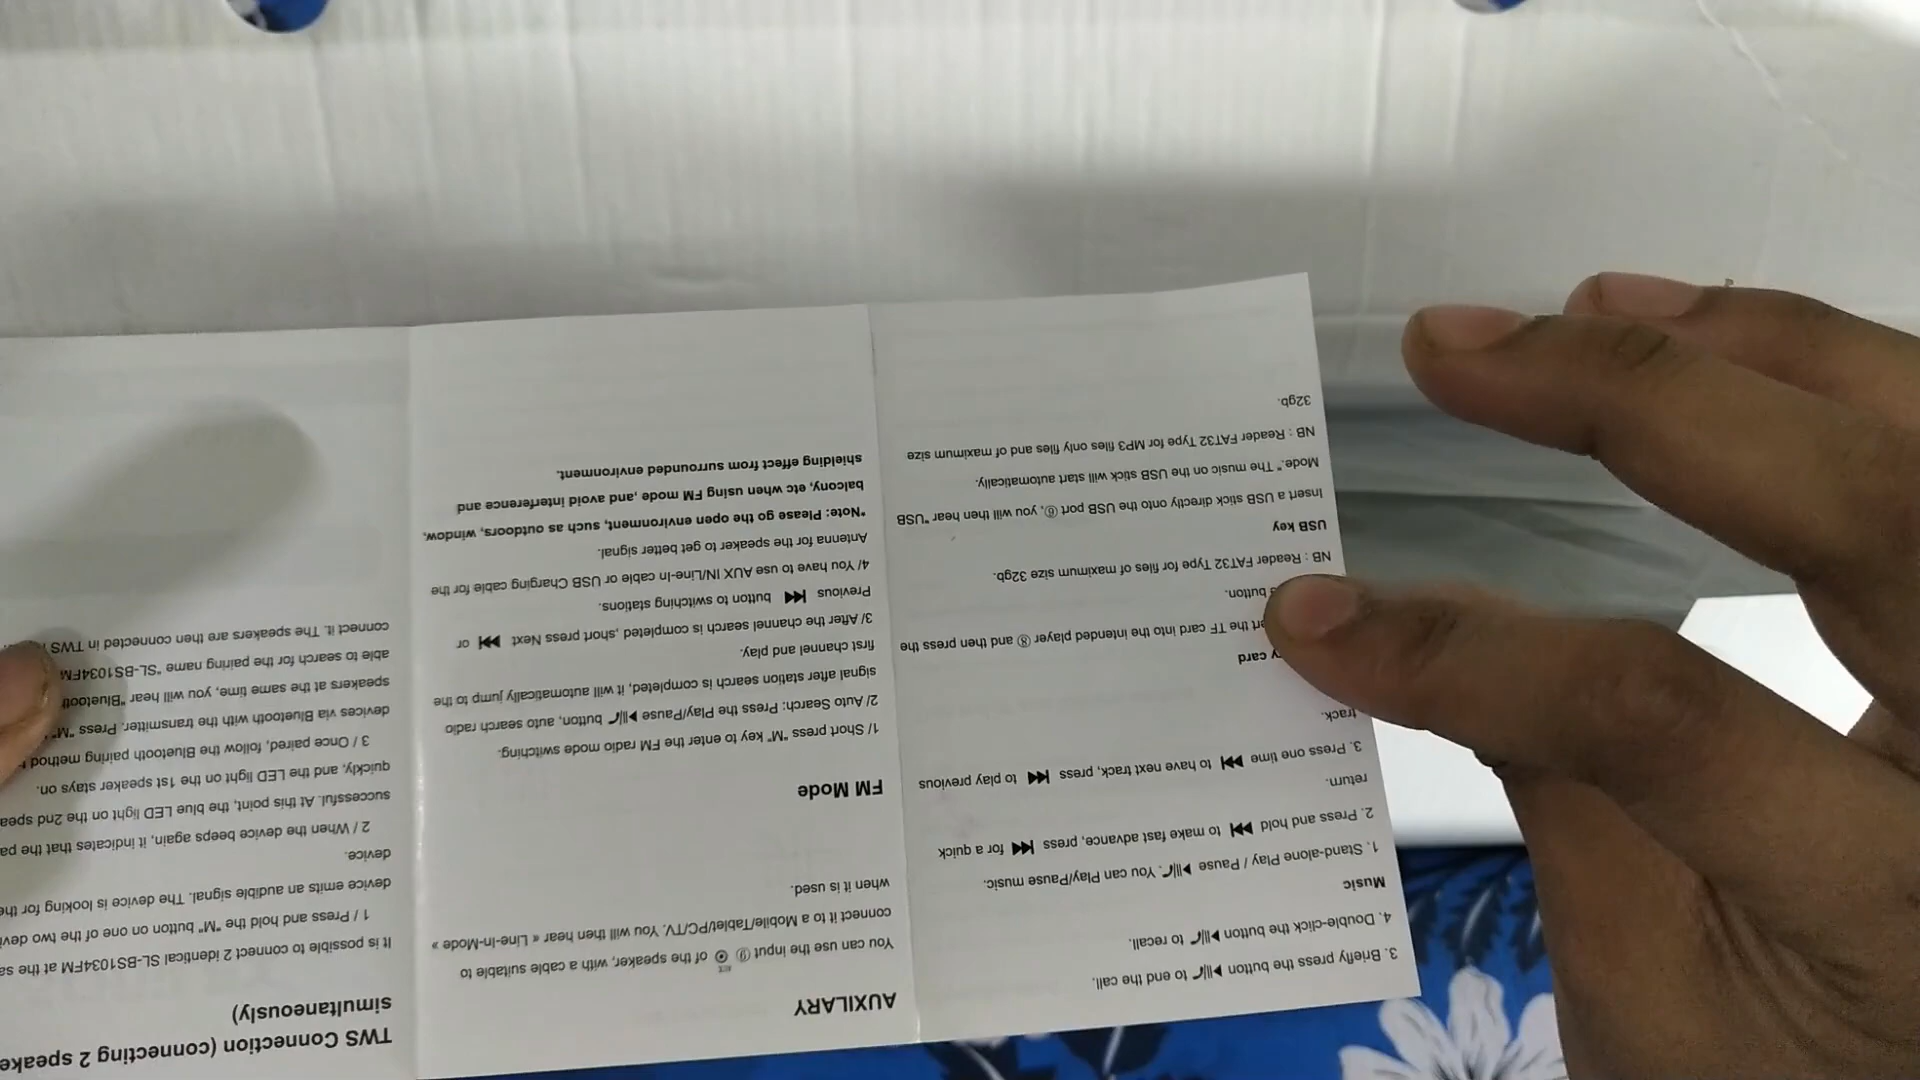 3. Briefly press the button to end the call.
4. Double-click the button to recall.
Music
1. Stand-alone Play / Pause . You can Play/Pause music.
2. Press and hold to make fast advance, press for a quick
return.
3. Press one time to have next track, press to play previous
track.
card
the TF card into the intended player ⑧ and then press the
button.
NB : Reader FAT32 Type for files of maximum size 32gb.
USB key
Insert a USB stick directly onto the USB port ⑥, you will then hear "USB
Mode." The music on the USB stick will start automatically.
NB : Reader FAT32 Type for MP3 files only files and of maximum size
32gb.
AUXILARY
You can use the input ⑨ of the speaker, with a cable suitable to
connect it to a Mobile/Tablet/PC/TV. You will then hear « Line-In-Mode »
when it is used.
FM Mode
1/ Short press "M" key to enter the FM radio mode switching.
2/ Auto Search: Press the Play/Pause button, auto search radio
signal after station search is completed, it will automatically jump to the
first channel and play.
3/ After the channel search is completed ,short press Next or
Previous button to switching stations.
4/ You have to use AUX IN/Line-In cable or USB Charging cable for the
Antenna for the speaker to get better signal.
*Note: Please go the open environment, such as outdoors, window,
balcony, etc when using FM mode ,and avoid interference and
shielding effect from surrounded environment.
TWS Connection (connecting 2
simultaneously)
It is possible to connect 2 identical SL-BS1034FM at the
1 / Press and hold the "M" button on one of the two
device emits an audible signal. The device is looking for the
device.
2 / When the device beeps again, it indicates that the
successful. At this point, the blue LED light on the 2nd
quickly, and the LED light on the 1st speaker stays on.
3 / Once paired, follow the Bluetooth pairing method
devices via Bluetooth with the transmitter. Press "M"
speakers at the same time, you will hear "Bluetooth
able to search for the pairing name "SL-BS1034FM
connect it. The speakers are then connected in TWS